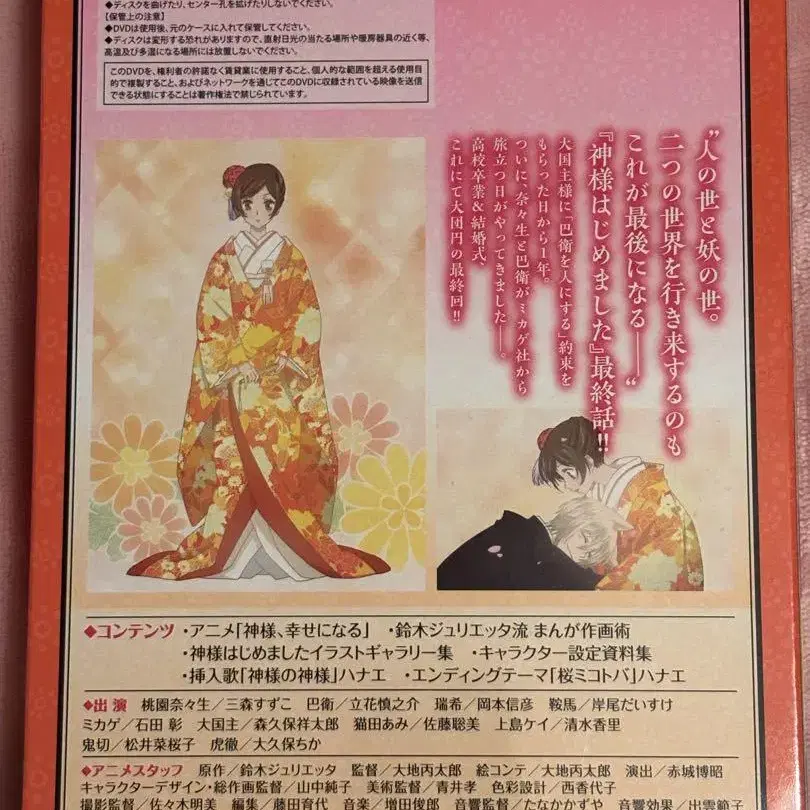 ◆ディスクを曲げたり、センター孔を拡げたりしないでください。
【保管上の注意】
◆DVDは使用後、元のケースに入れて保管してください。
◆ディスクは変形する恐れがありますので、直射日光の当たる場所や暖房器具の近く等、
高温及び多湿になる場所には放置しないでください。
このDVDを、権利者の許諾なく賃貸業に使用すること、個人的な範囲を超える使用目
的で複製すること、およびネットワークを通じてこのDVDに収録されている映像を送信
できる状態にすることは著作権法で禁じられています。
“人の世と妖の世。
二つの世界を行き来するのも
これが最後になる――“
『神様はじめました』最終話!!
大国主様に「巴衛を人にする」約束を
もらった日から1年。
ついに、奈々生と巴衛がミカゲ社から
旅立つ日がやってきました――。
高校卒業&結婚式、
これにて大団円の最終回!!
◆コンテンツ ・アニメ「神様、幸せになる」 ・鈴木ジュリエッタ流 まんが作画術
・神様はじめましたイラストギャラリー集 ・キャラクター設定資料集
・挿入歌「神様の神様」ハナエ ・エンディングテーマ「桜ミコトバ」ハナエ
◆出演 桃園奈々生/三森すずこ 巴衛/立花慎之介 瑞希/岡本信彦 鞍馬/岸尾だいすけ
ミカゲ/石田 彰 大国主/森久保祥太郎 猫田あみ/佐藤聡美 上島ケイ/清水香里
鬼切/松井菜桜子 虎徹/大久保ちか
◆アニメスタッフ 原作/鈴木ジュリエッタ 監督/大地丙太郎 絵コンテ/大地丙太郎 演出/赤城博昭
キャラクターデザイン・総作画監督/山中純子 美術監督/青井孝 色彩設計/西香代子
撮影監督/佐々木明美 編集/藤田育代 音楽/増田俊郎 音響監督/たなかかずや 音響効果/出雲範子